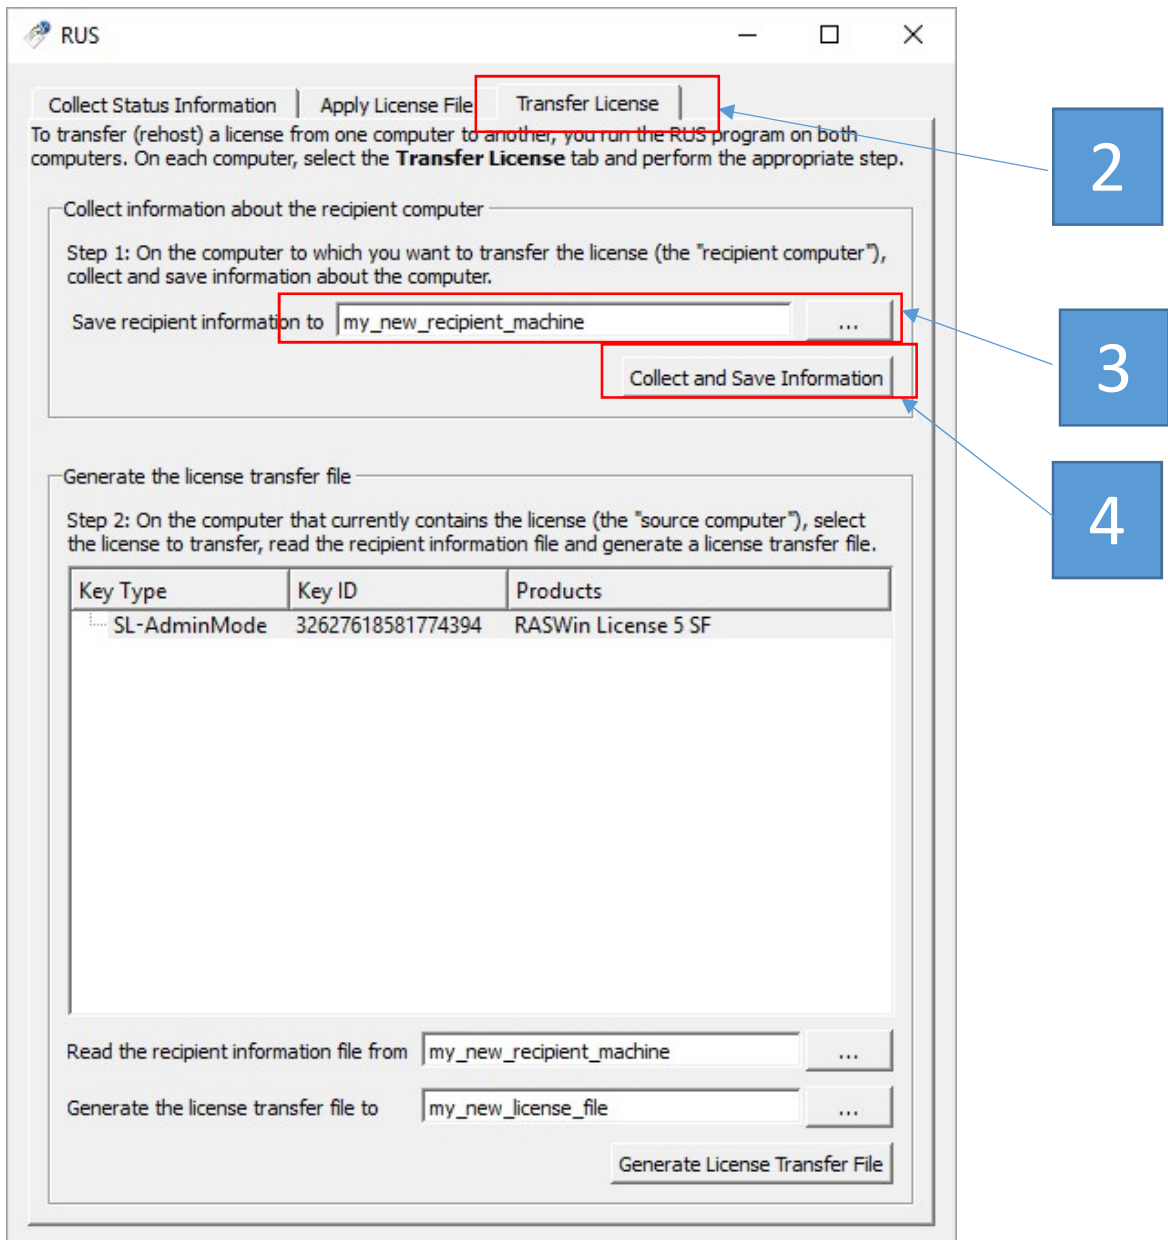 RUS
Collect Status Information Apply License File Transfer License
To transfer (rehost) a license from one computer to another, you run the RUS program on both
computers. On each computer, select the Transfer License tab and perform the appropriate step.
2
Collect information about the recipient computer
Step 1: On the computer to which you want to transfer the license (the "recipient computer"),
collect and save information about the computer.
Save recipient information to my_new_recipient_machine ...
3
Collect and Save Information
4
Generate the license transfer file
Step 2: On the computer that currently contains the license (the "source computer"), select
the license to transfer, read the recipient information file and generate a license transfer file.
Key Type Key ID Products
SL-AdminMode 32627618581774394 RASWin License 5 SF
Read the recipient information file from my_new_recipient_machine ...
Generate the license transfer file to my_new_license_file ...
Generate License Transfer File